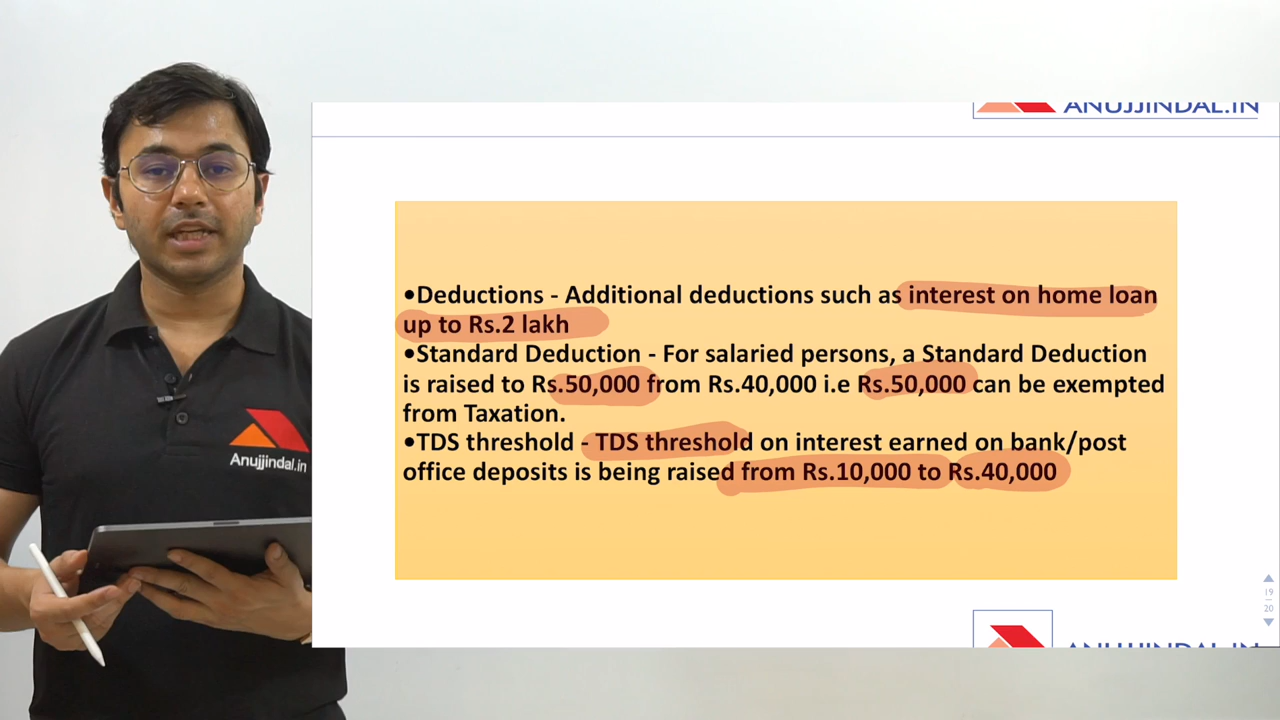 ANUJJINDAL.IN
•Deductions - Additional deductions such as interest on home loan
up to Rs.2 lakh
•Standard Deduction - For salaried persons, a Standard Deduction
is raised to Rs.50,000 from Rs.40,000 i.e Rs.50,000 can be exempted
from Taxation.
•TDS threshold - TDS threshold on interest earned on bank/post
office deposits is being raised from Rs.10,000 to Rs.40,000
Anujjindal.in
19
20
ANUJJINDAL.IN